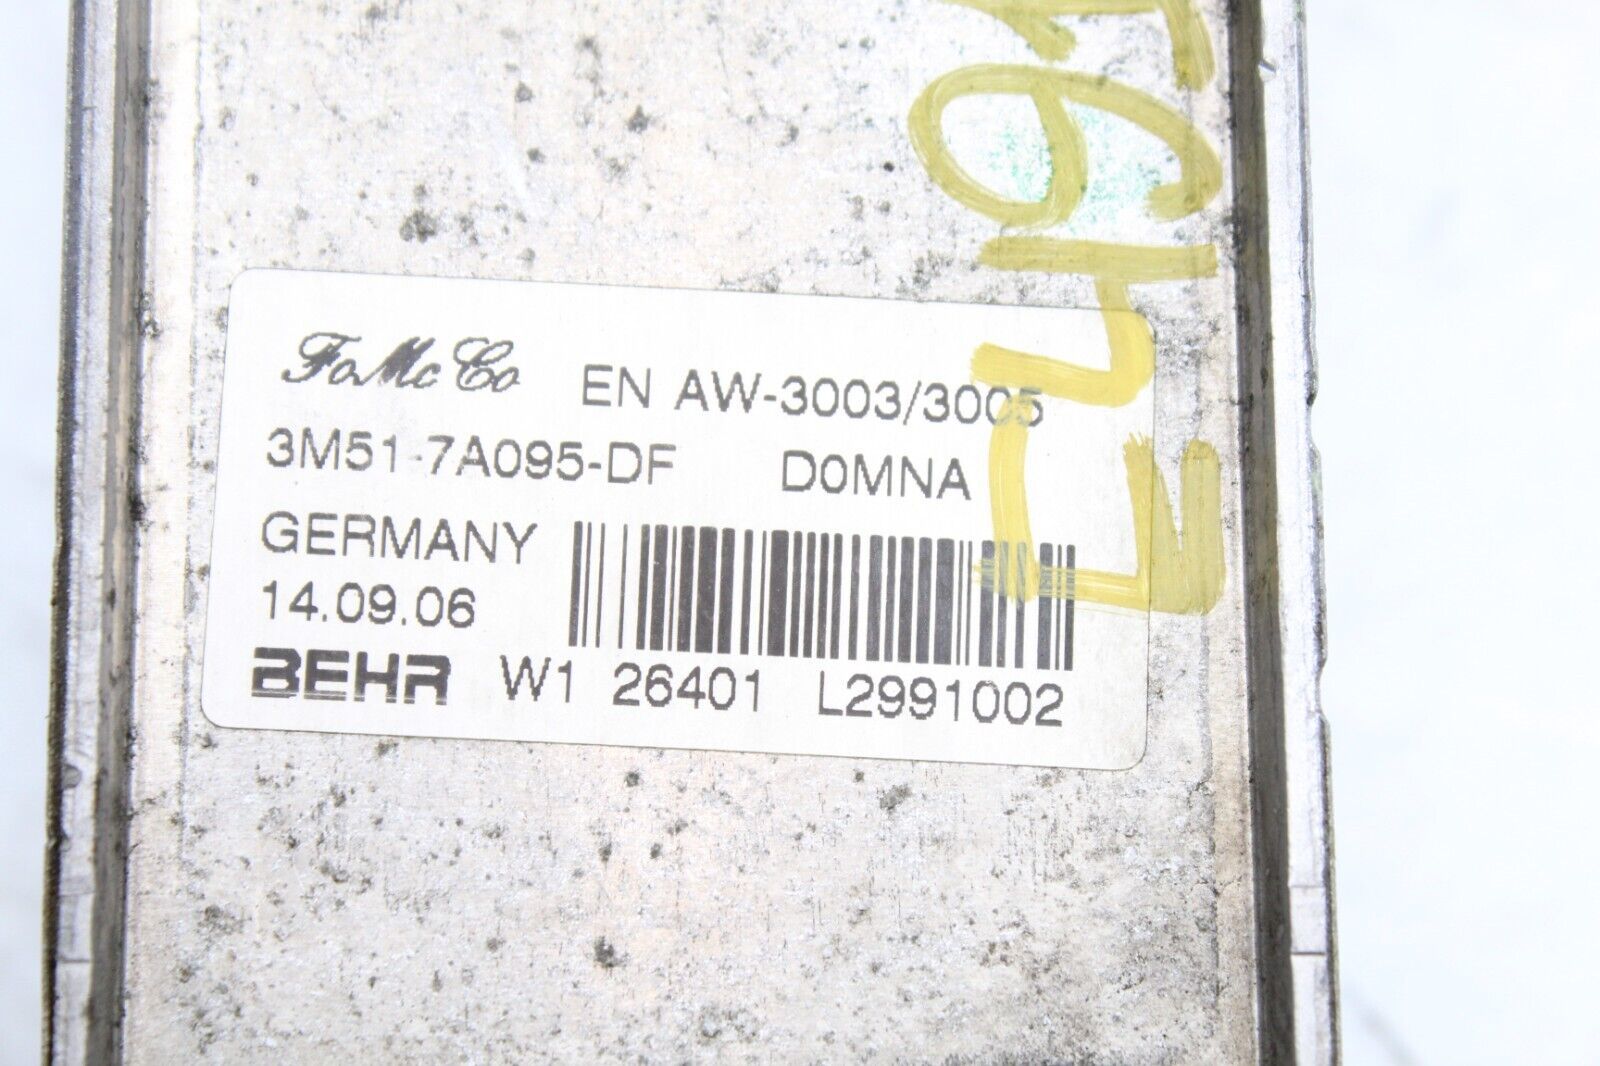 FoMoCo EN AW-3003/3005
3M51-7A095-DF D0MNA
GERMANY
14.09.06
BEHR W1 26401 L2991002